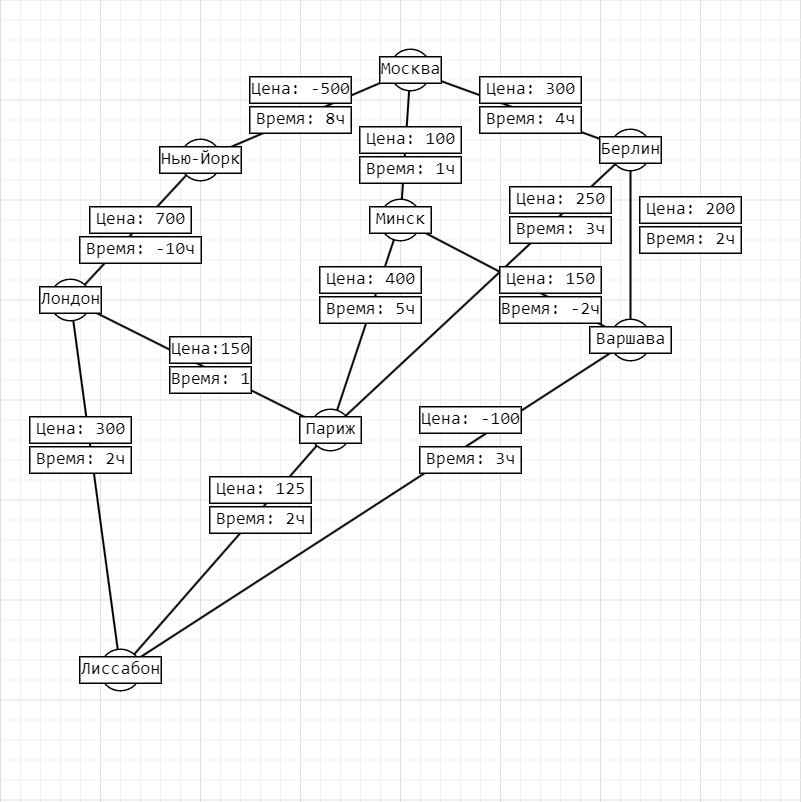 Москва
Цена: -500
Цена: 300
Время: 8ч
Время: 4ч
Цена: 100
Берлин
Нью-Йорк
Время: 1ч
Цена: 250
Цена: 200
Цена: 700
Минск
Время: 3ч
Время: 2ч
Время: -10ч
Цена: 400
Цена: 150
Лондон
Время: 5ч
Время: -2ч
Варшава
Цена:150
Время: 1
Цена: -100
Цена: 300
Париж
Время: 2ч
Время: 3ч
Цена: 125
Время: 2ч
Лиссабон